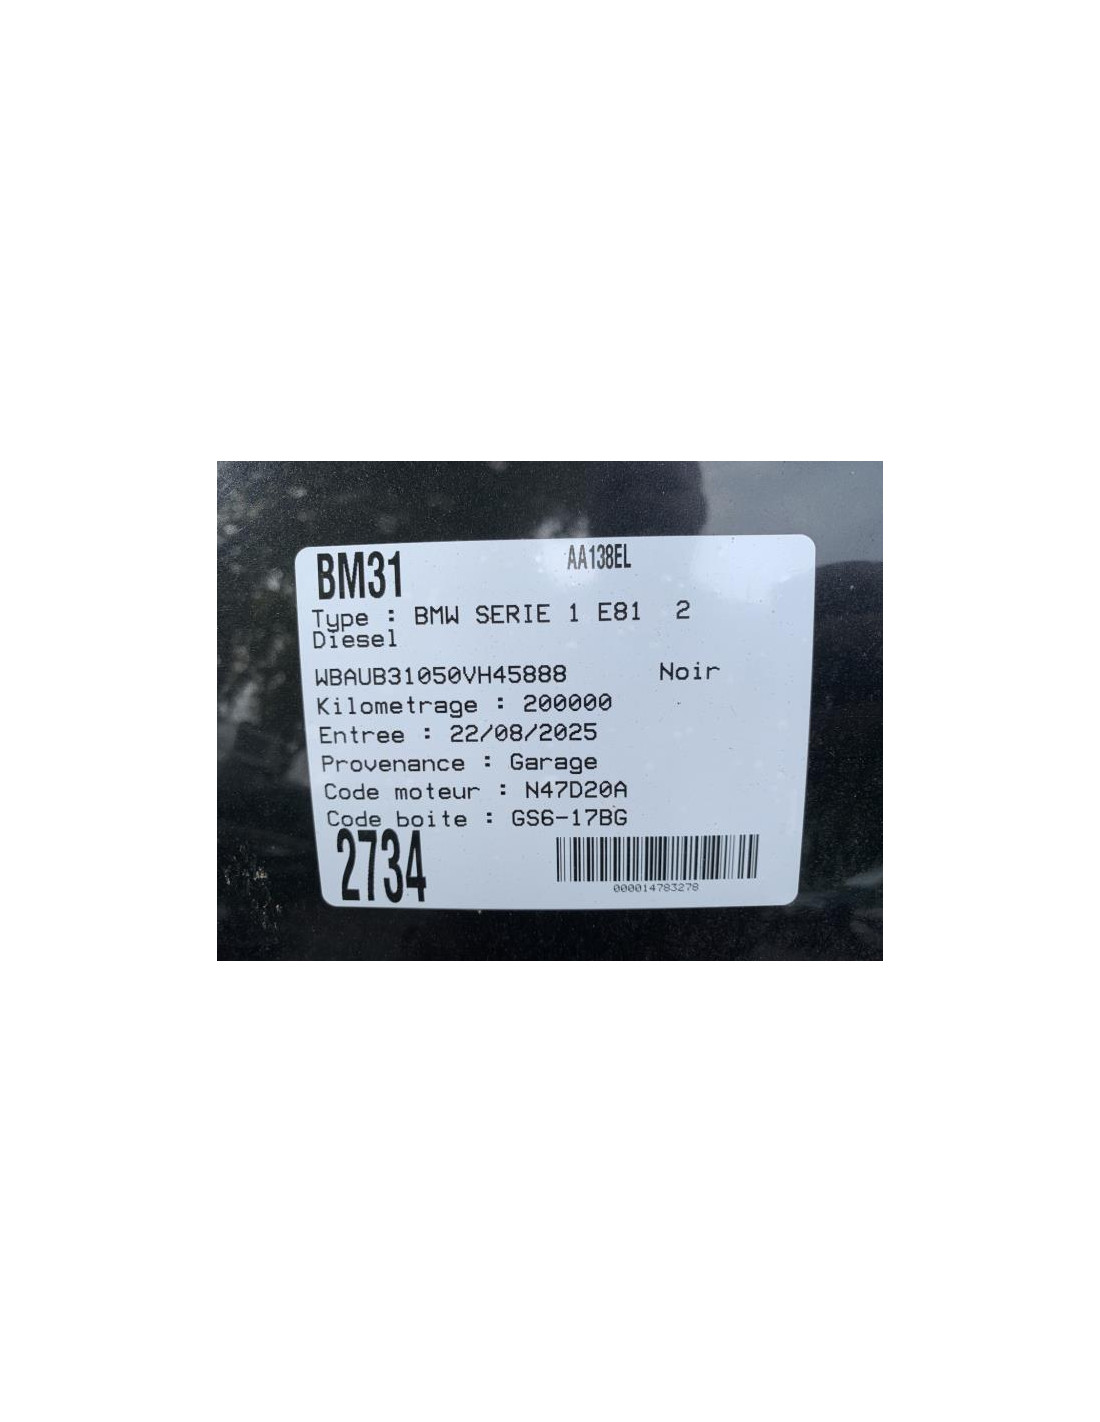 BM31 AA138EL
Type : BMW SERIE 1 E81 2
Diesel
WBAUB31050VH45888 Noir
Kilometrage : 200000
Entree : 22/08/2025
Provenance : Garage
Code moteur : N47D20A
Code boite : GS6-17BG
2734
000014783278